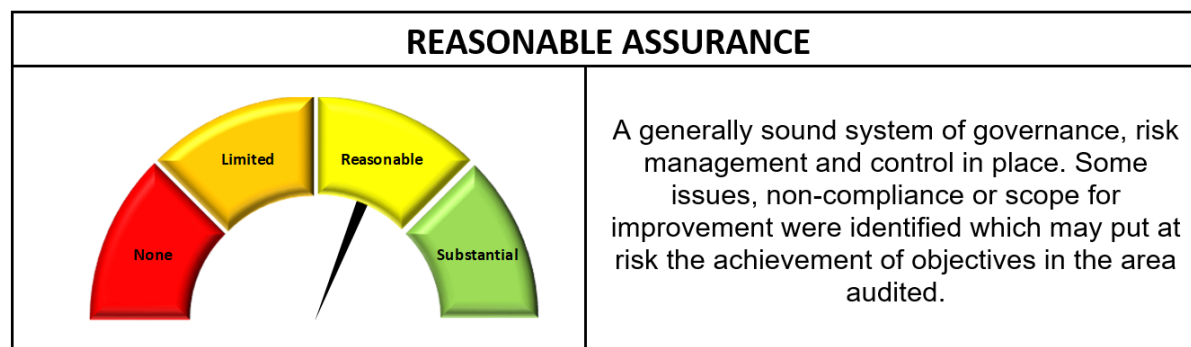 REASONABLE ASSURANCE
Limited
Reasonable
None
Substantial
A generally sound system of governance, risk
management and control in place. Some
issues, non-compliance or scope for
improvement were identified which may put at
risk the achievement of objectives in the area
audited.